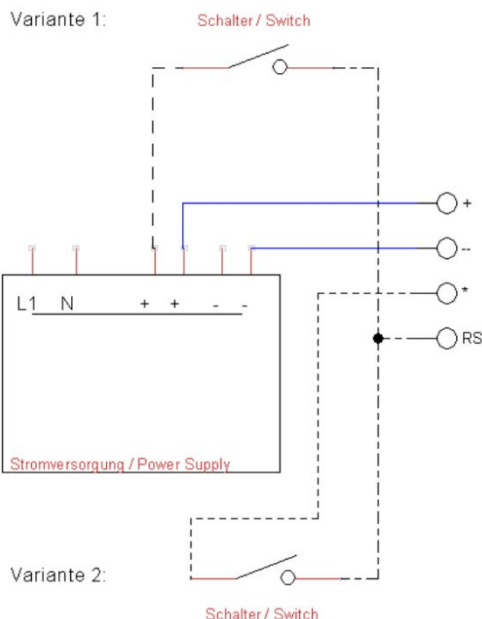 Variante 1:
Schalter / Switch
+
--
*
RS
L1 N + + - -
Stromversorgung / Power Supply
Variante 2:
Schalter / Switch